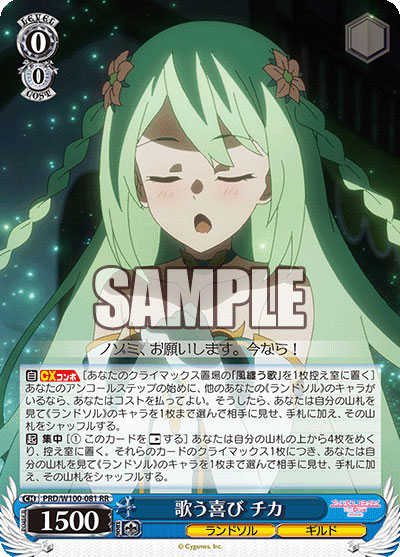 LEVEL
0
0
COST
SAMPLE
ノゾミ、お願いします。今なら！
自 CXコンボ [あなたのクライマックス置場の「風纏う歌」を1枚控え室に置く]
あなたのアンコールステップの始めに、他のあなたの《ランドソル》のキャラが
いるなら、あなたはコストを払ってよい。そうしたら、あなたは自分の山札を
見て《ランドソル》のキャラを1枚まで選んで相手に見せ、手札に加え、その山
札をシャッフルする。
起 集中 [① このカードを する] あなたは自分の山札の上から4枚をめく
り、控え室に置く。それらのカードのクライマックス1枚につき、あなたは自
分の山札を見て《ランドソル》のキャラを1枚まで選んで相手に見せ、手札に加
え、その山札をシャッフルする。
CH PRD/W100-081 RR
1500
歌う喜び チカ
ランドソル ギルド
© Cygames, Inc.